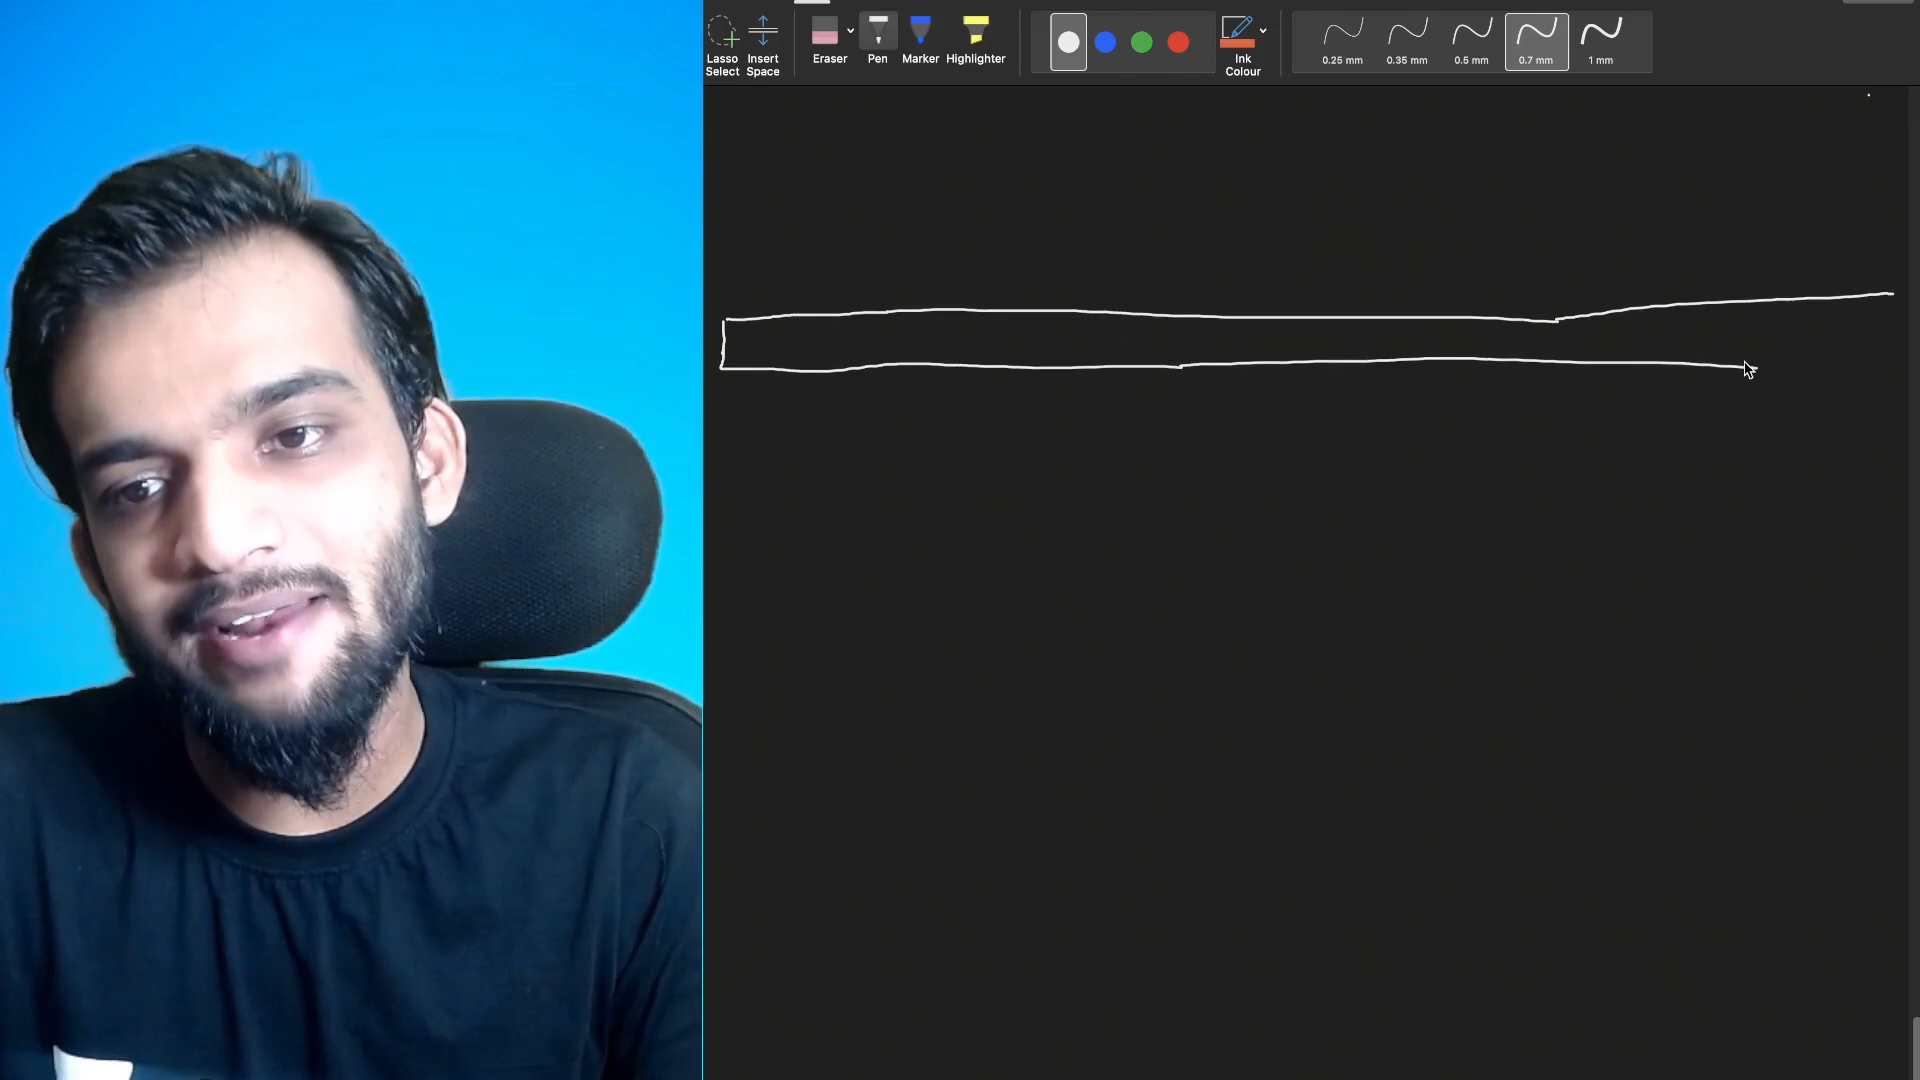 Lasso Select
Insert Space
Eraser
Pen
Marker
Highlighter
Ink Colour
0.25 mm
0.35 mm
0.5 mm
0.7 mm
1 mm